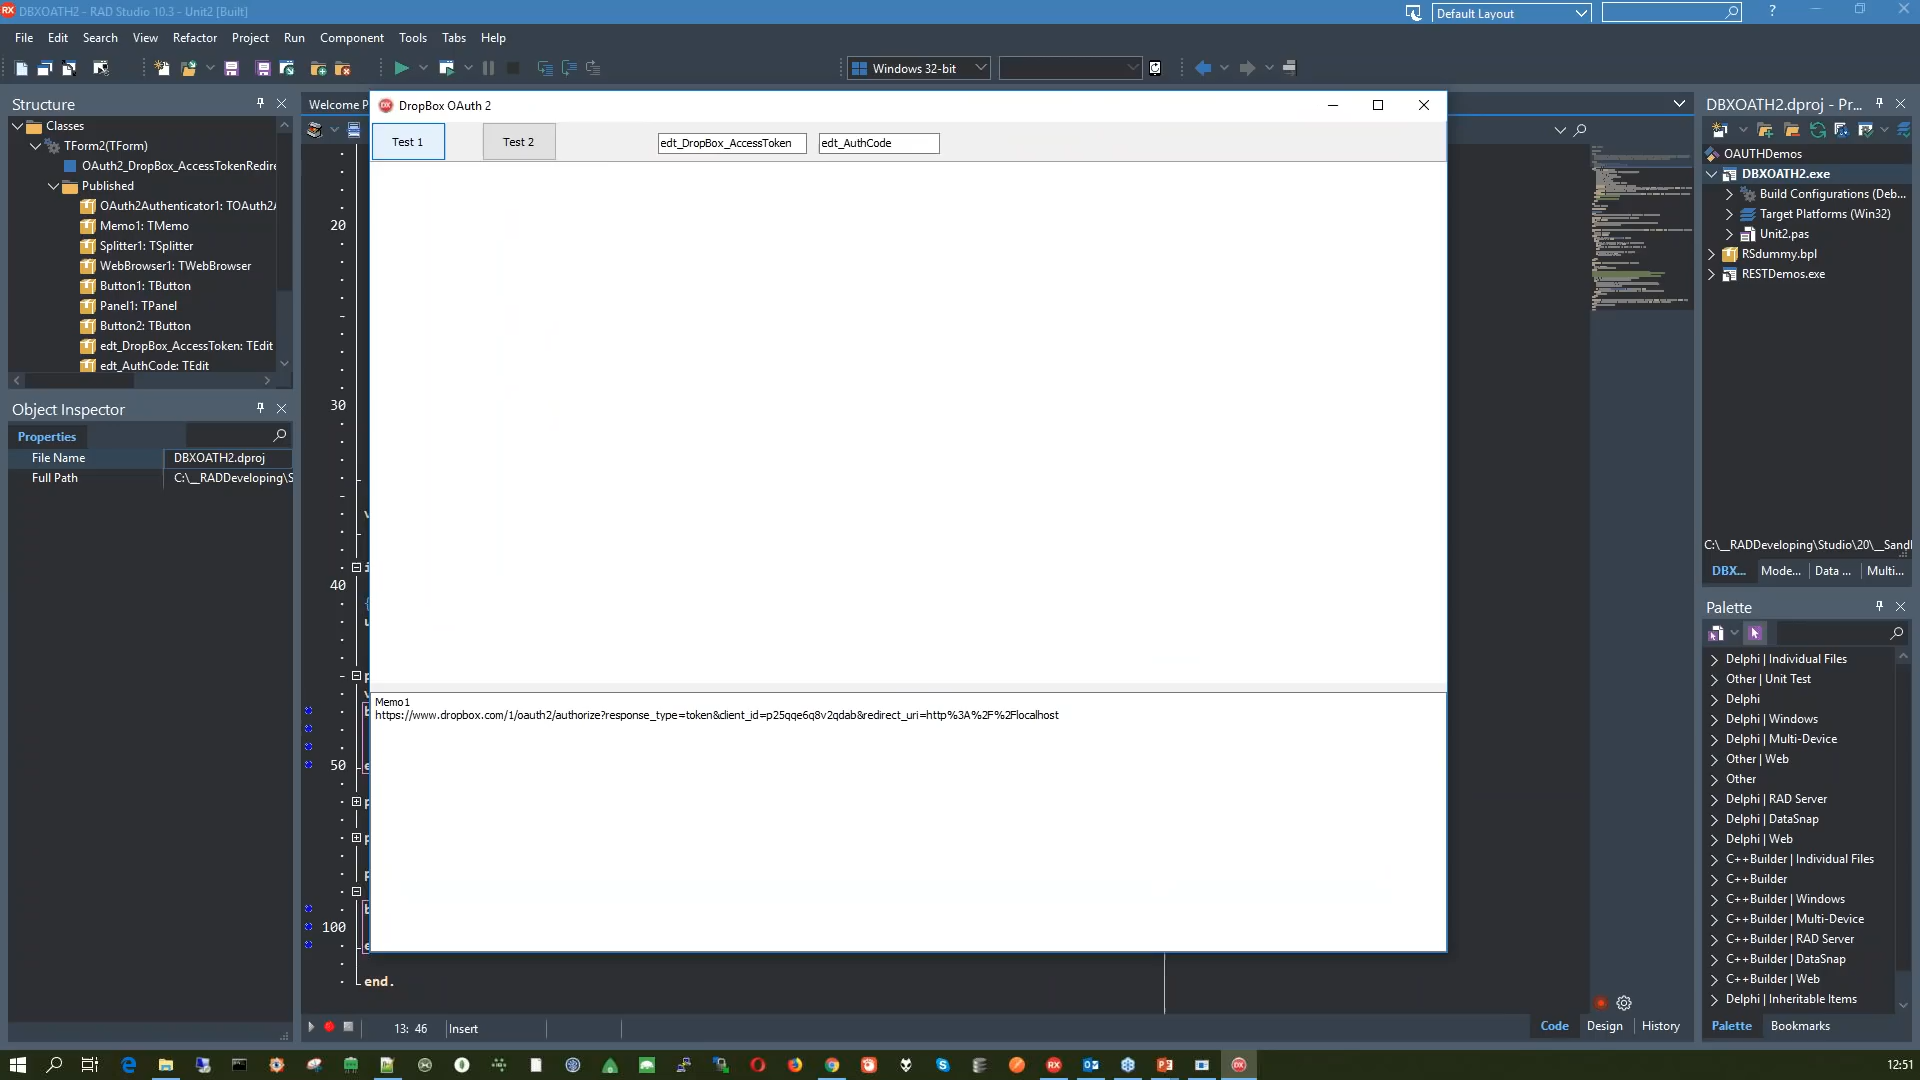 DBXOATH2 - RAD Studio 10.3 - Unit2 [Built]
Default Layout
?
File Edit Search View Refactor Project Run Component Tools Tabs Help
Windows 32-bit
Structure
Classes
TForm2(TForm)
OAuth2_DropBox_AccessTokenRedire
Published
OAuth2Authenticator1: TOAuth2A
Memo1: TMemo
Splitter1: TSplitter
WebBrowser1: TWebBrowser
Button1: TButton
Panel1: TPanel
Button2: TButton
edt_DropBox_AccessToken: TEdit
edt_AuthCode: TEdit
Object Inspector
Properties
File Name DBXOATH2.dproj
Full Path C:\__RADDeveloping\S
Welcome P
20
30
40
50
100
end.
13: 46 Insert
Code Design History
DropBox OAuth 2
Test 1 Test 2 edt_DropBox_AccessToken edt_AuthCode
Memo1
https://www.dropbox.com/1/oauth2/authorize?response_type=token&client_id=p25qqe6q8v2qdab&redirect_uri=http%3A%2F%2Flocalhost
DBXOATH2.dproj - Pr...
OAUTHDemos
DBXOATH2.exe
Build Configurations (Deb...
Target Platforms (Win32)
Unit2.pas
RSdummy.bpl
RESTDemos.exe
C:\__RADDeveloping\Studio\20\__Sandl
DBX... Mode... Data ... Multi...
Palette
Delphi | Individual Files
Other | Unit Test
Delphi
Delphi | Windows
Delphi | Multi-Device
Other | Web
Other
Delphi | RAD Server
Delphi | DataSnap
Delphi | Web
C++Builder | Individual Files
C++Builder
C++Builder | Windows
C++Builder | Multi-Device
C++Builder | RAD Server
C++Builder | DataSnap
C++Builder | Web
Delphi | Inheritable Items
Palette Bookmarks
12:51